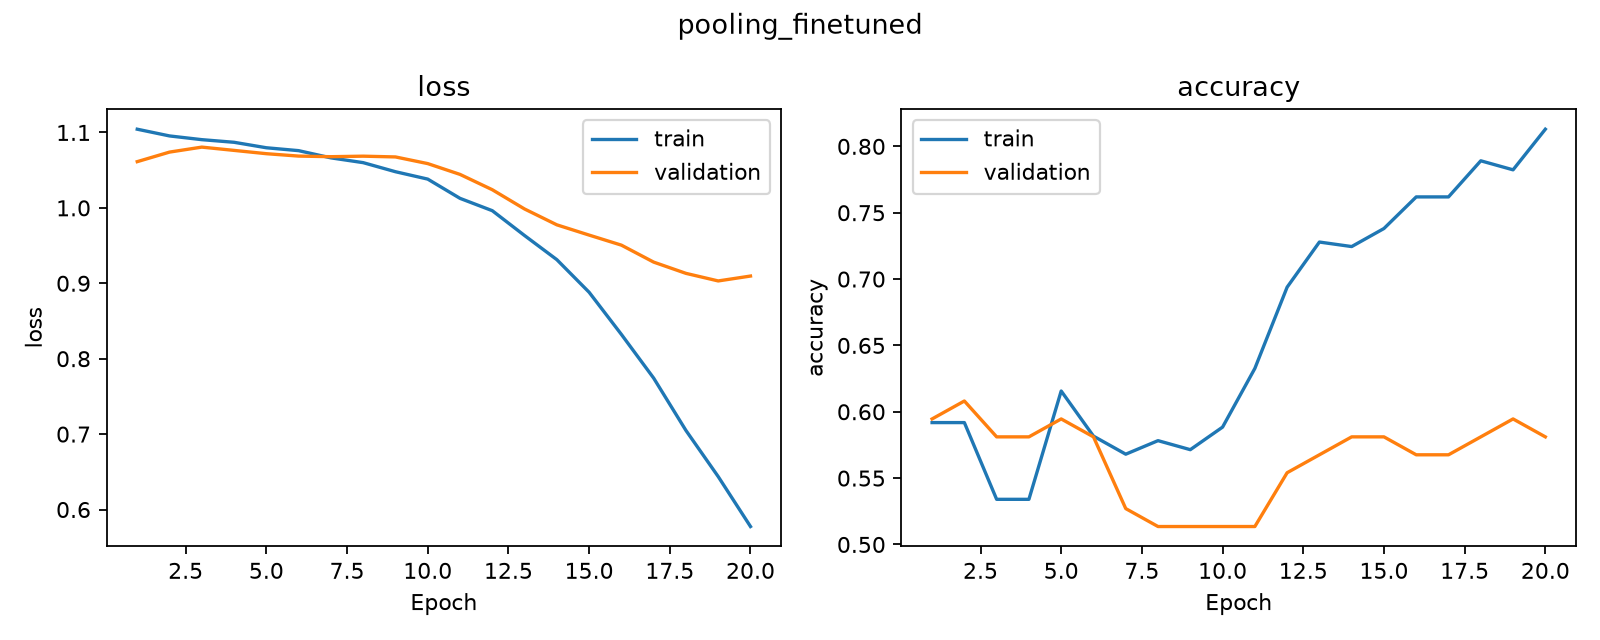 pooling_finetuned
loss
1.1
1.0
0.9
0.8
0.7
0.6
loss
train
validation
2.5 5.0 7.5 10.0 12.5 15.0 17.5 20.0
Epoch
accuracy
0.80
0.75
0.70
0.65
0.60
0.55
0.50
accuracy
train
validation
2.5 5.0 7.5 10.0 12.5 15.0 17.5 20.0
Epoch